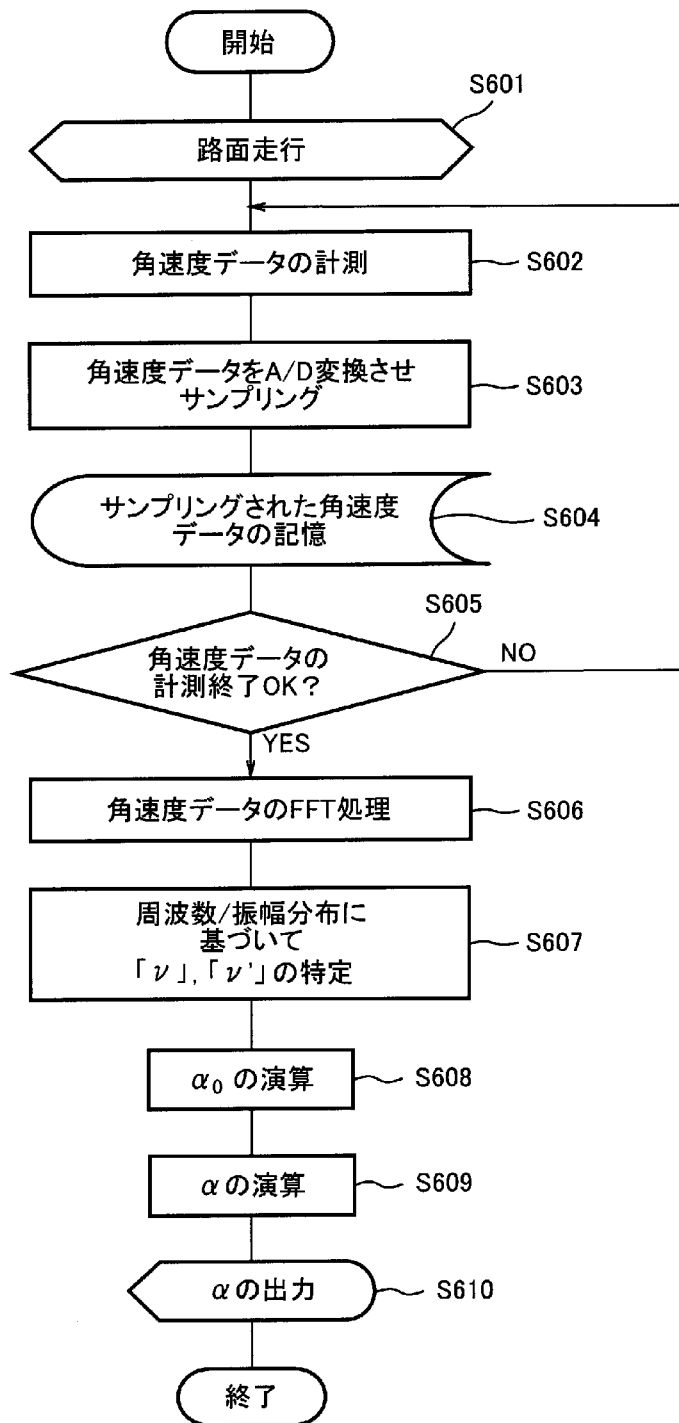 開始
S601
路面走行
角速度データの計測
S602
角速度データをA/D変換させ
サンプリング
S603
サンプリングされた角速度
データの記憶
S604
S605
角速度データの
計測終了OK?
NO
YES
角速度データのFFT処理
S606
周波数/振幅分布に
基づいて
「ν」,「ν'」の特定
S607
α₀ の演算
S608
αの演算
S609
αの出力
S610
終了